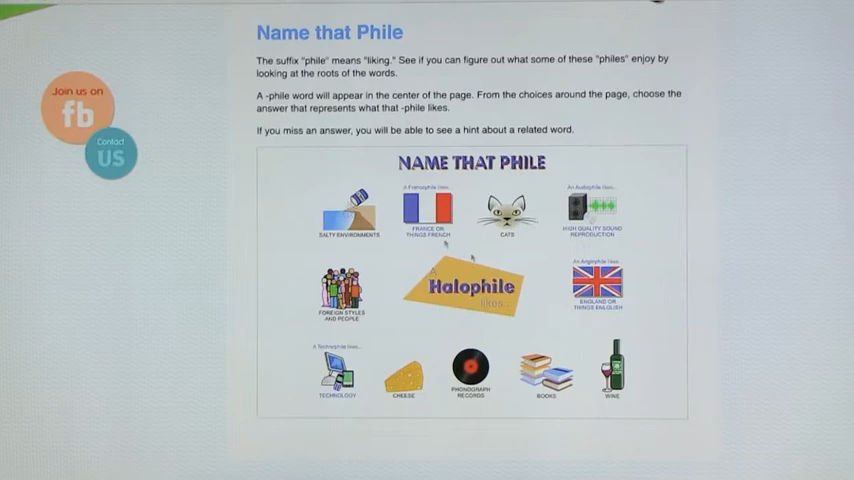 Name that Phile
The suffix "phile" means "liking." See if you can figure out what some of these "philes" enjoy by
looking at the roots of the words.
A -phile word will appear in the center of the page. From the choices around the page, choose the
answer that represents what that -phile likes.
If you miss an answer, you will be able to see a hint about a related word.
Join us on
fb
Contact
US
NAME THAT PHILE
A Francophile likes...
An Audiophile likes...
SALTY ENVIRONMENTS
FRANCE OR
THINGS FRENCH
CATS
HIGH QUALITY SOUND
REPRODUCTION
A
Halophile
likes...
An Anglophile likes...
FOREIGN STYLES
AND PEOPLE
ENGLAND OR
THINGS ENGLISH
A Technophile likes...
TECHNOLOGY
CHEESE
PHONOGRAPH
RECORDS
BOOKS
WINE